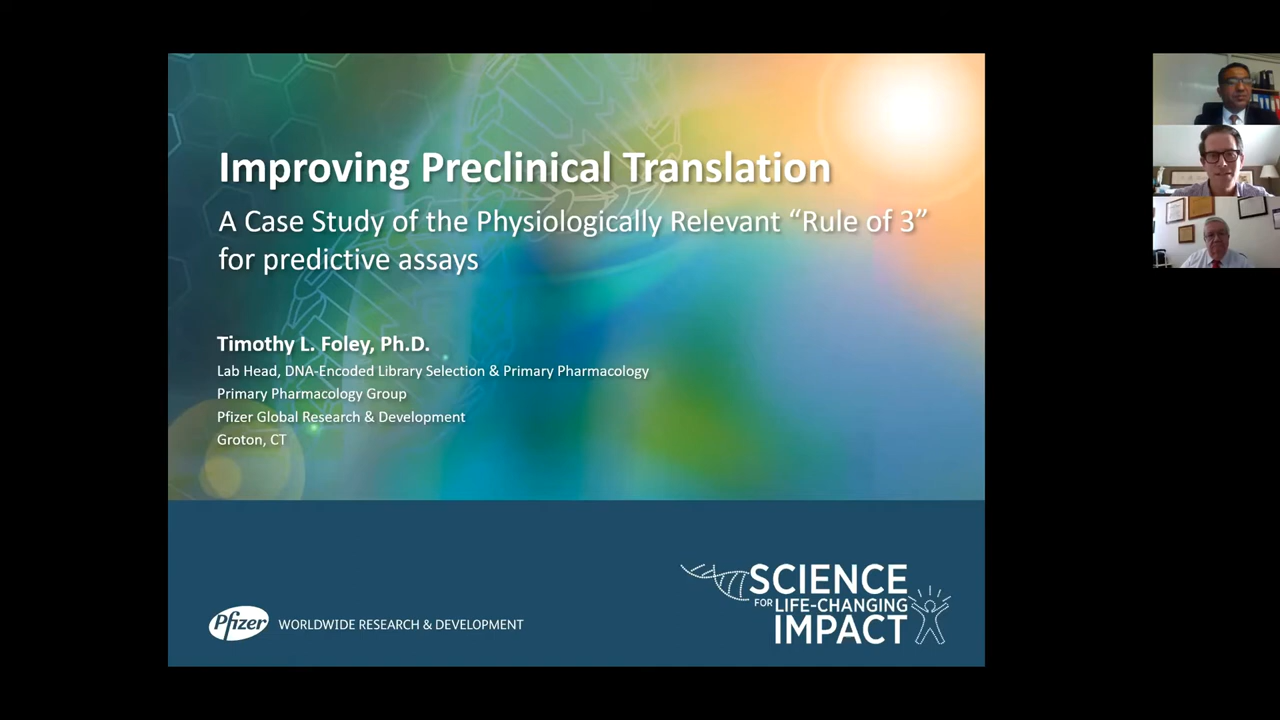 Improving Preclinical Translation
A Case Study of the Physiologically Relevant “Rule of 3”
for predictive assays
Timothy L. Foley, Ph.D.
Lab Head, DNA-Encoded Library Selection & Primary Pharmacology
Primary Pharmacology Group
Pfizer Global Research & Development
Groton, CT
Pfizer WORLDWIDE RESEARCH & DEVELOPMENT
SCIENCE
FOR LIFE-CHANGING
IMPACT